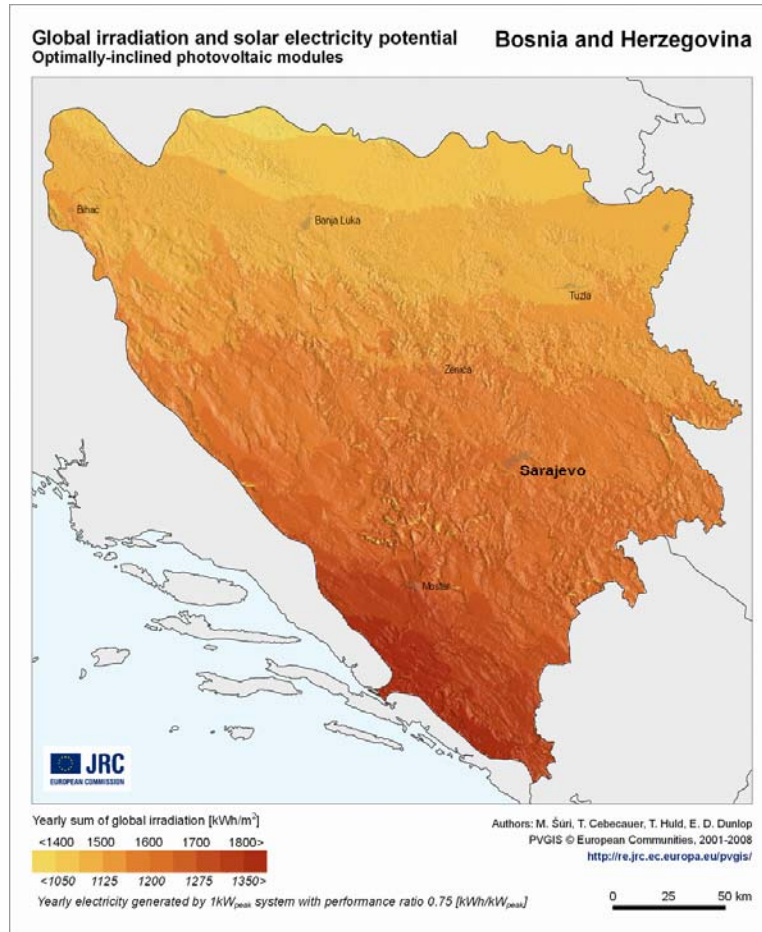 Global irradiation and solar electricity potential
Optimally-inclined photovoltaic modules
Bosnia and Herzegovina
Bihać
Banja Luka
Tuzla
Zenica
Sarajevo
Mostar
JRC
EUROPEAN COMMISSION
Yearly sum of global irradiation [kWh/m²]
<1400 1500 1600 1700 1800>
<1050 1125 1200 1275 1350>
Yearly electricity generated by 1kWpeak system with performance ratio 0.75 [kWh/kWpeak]
Authors: M. Šúri, T. Cebecauer, T. Huld, E. D. Dunlop
PVGIS © European Communities, 2001-2008
http://re.jrc.ec.europa.eu/pvgis/
0 25 50 km